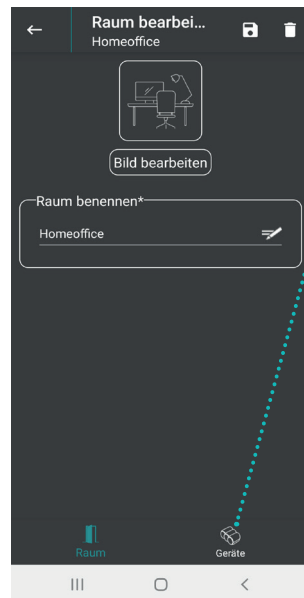 Raum bearbei...
Homeoffice
Bild bearbeiten
Raum benennen*
Homeoffice
Raum
Geräte